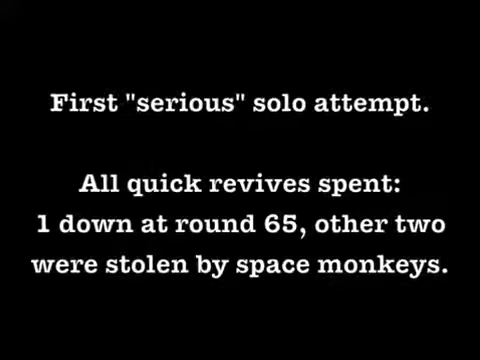 First "serious" solo attempt.
All quick revives spent:
1 down at round 65, other two
were stolen by space monkeys.